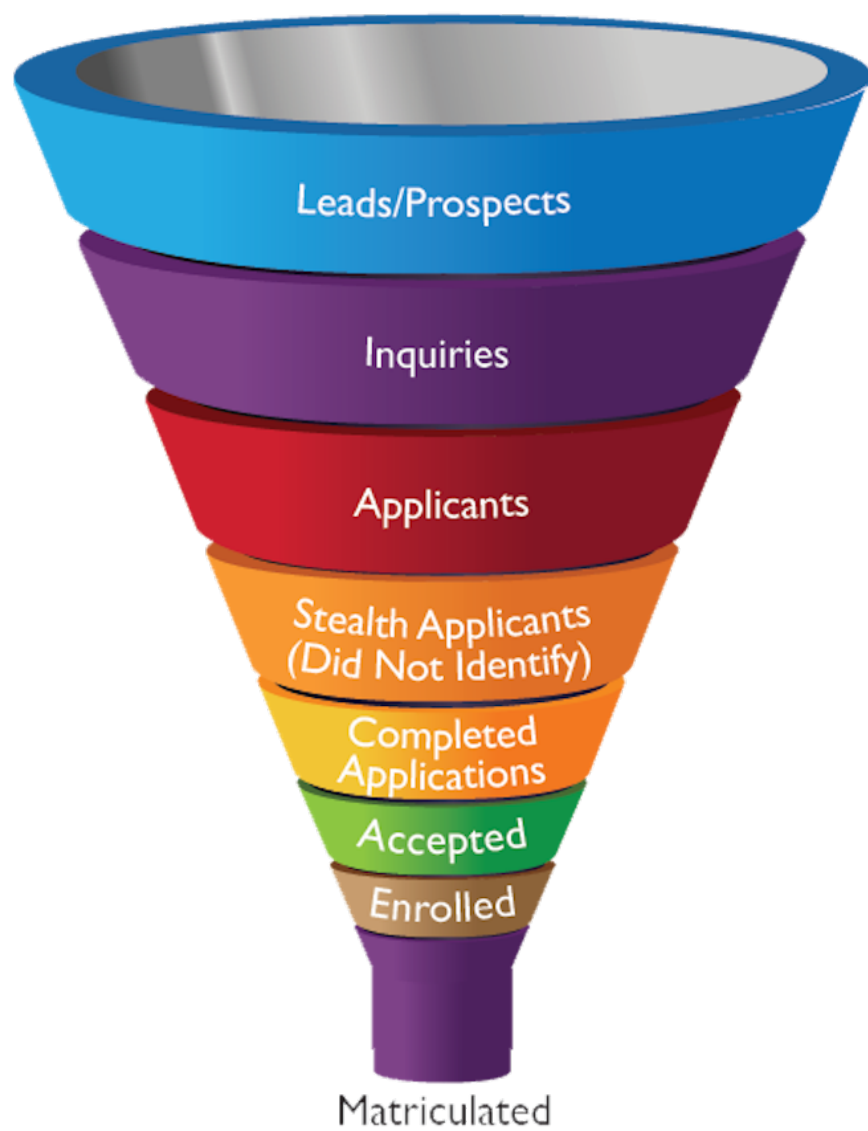 Leads/Prospects
Inquiries
Applicants
Stealth Applicants
(Did Not Identify)
Completed
Applications
Accepted
Enrolled
Matriculated